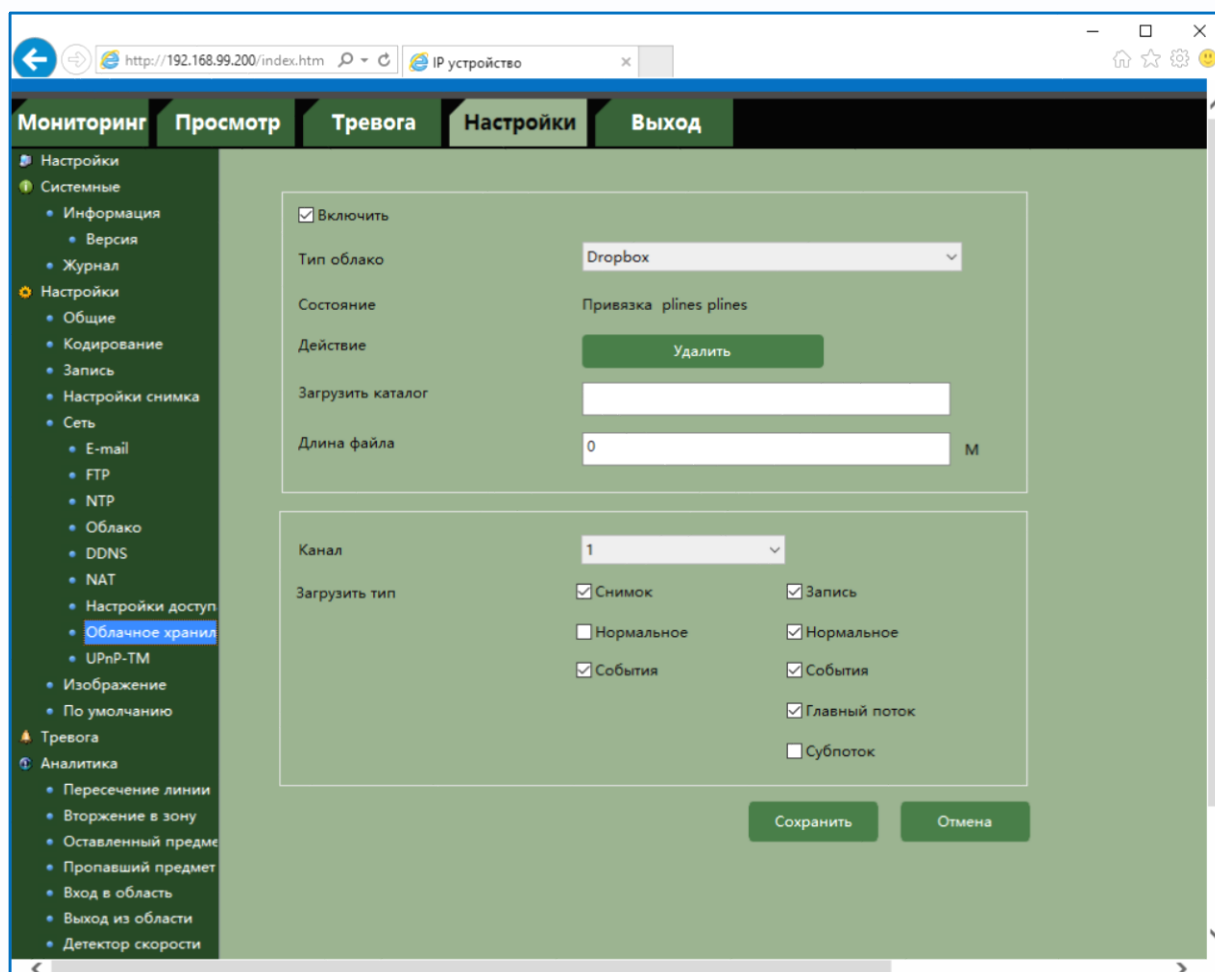 http://192.168.99.200/index.htm
IP устройство
Мониторинг Просмотр Тревога Настройки Выход
Настройки
Системные
Информация
Версия
Журнал
Настройки
Общие
Кодирование
Запись
Настройки снимка
Сеть
E-mail
FTP
NTP
Облако
DDNS
NAT
Настройки доступ
Облачное хранил
UPnP-TM
Изображение
По умолчанию
Тревога
Аналитика
Пересечение линии
Вторжение в зону
Оставленный предме
Пропавший предмет
Вход в область
Выход из области
Детектор скорости
Включить
Тип облако Dropbox
Состояние Привязка plines plines
Действие Удалить
Загрузить каталог
Длина файла 0 М
Канал 1
Загрузить тип Снимок Запись
Нормальное Нормальное
События События
Главный поток
Субпоток
Сохранить Отмена